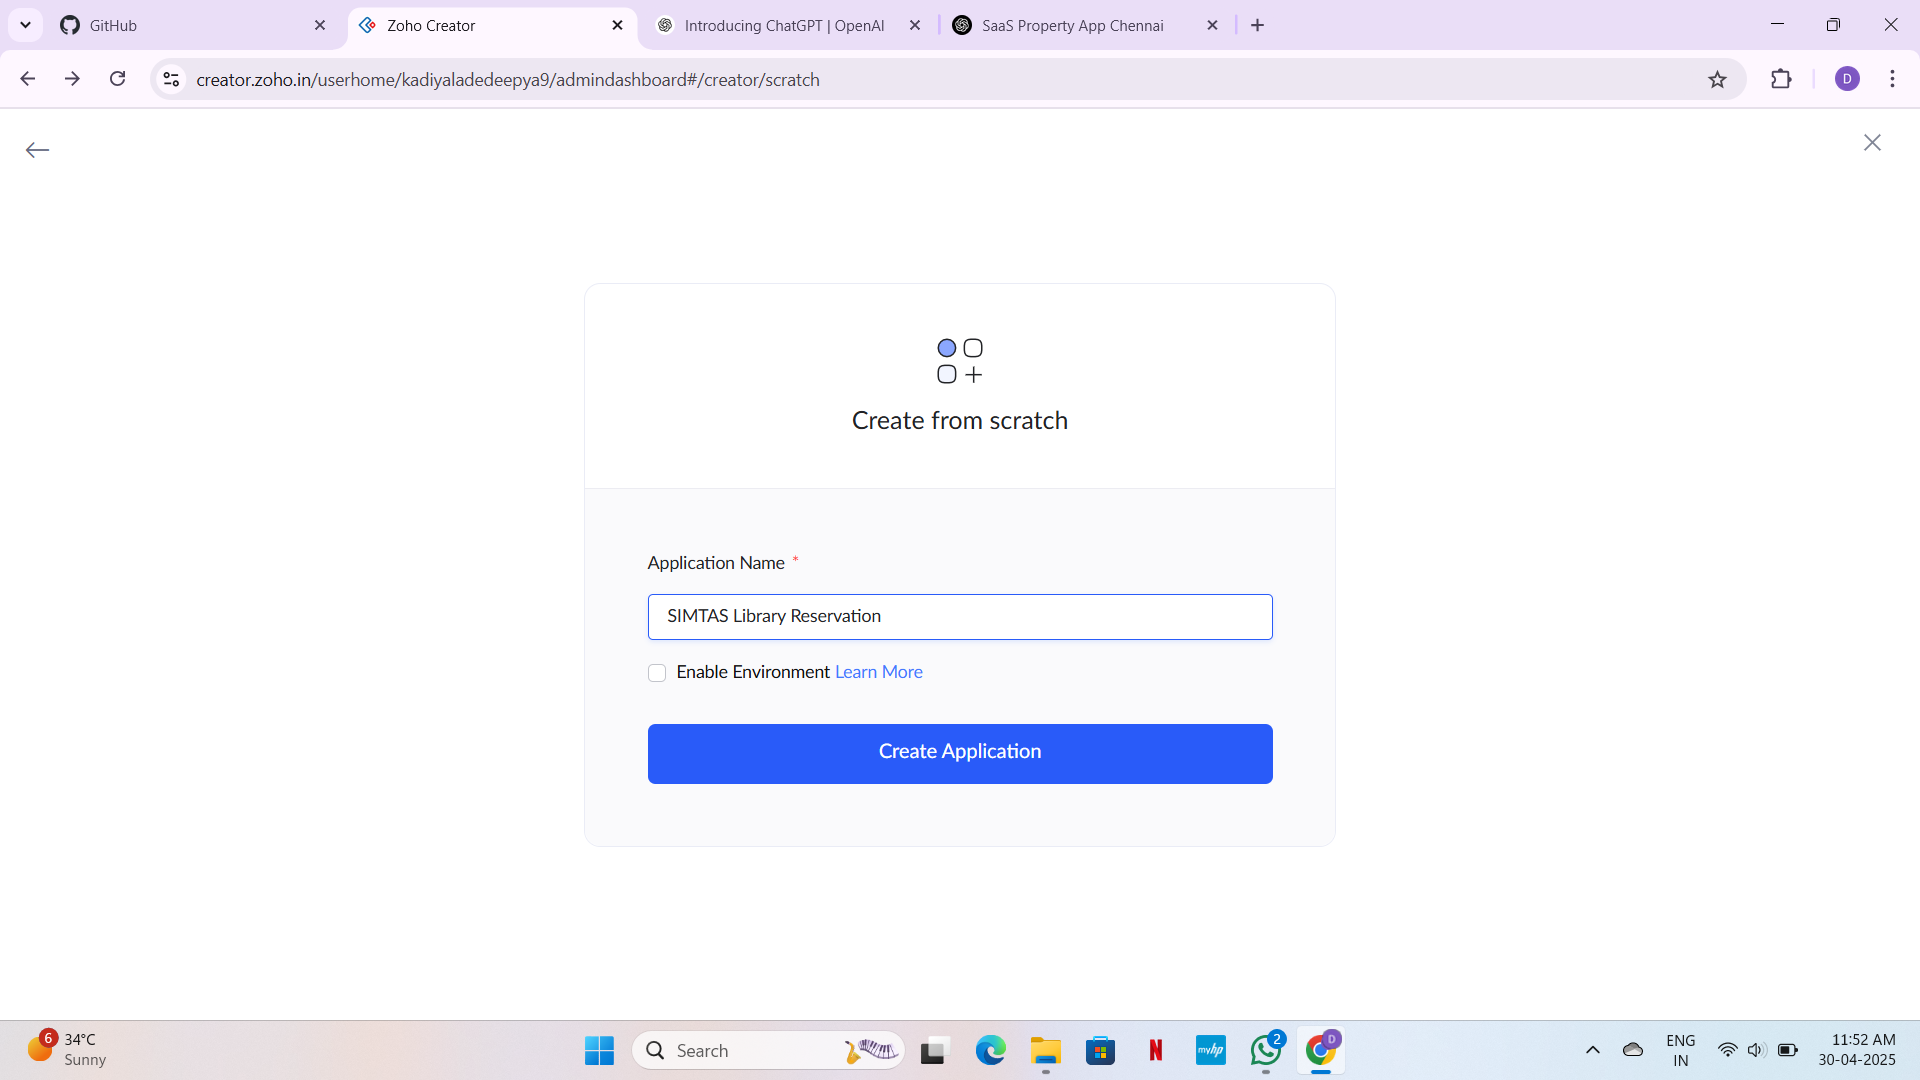 GitHub
Zoho Creator
Introducing ChatGPT | OpenAI
SaaS Property App Chennai
creator.zoho.in/userhome/kadiyaladedeepya9/admindashboard#/creator/scratch
D
Create from scratch
Application Name *
SIMTAS Library Reservation
Enable Environment Learn More
Create Application
6
34°C
Sunny
Search
N
myhp
2
D
ENG
IN
11:52 AM
30-04-2025